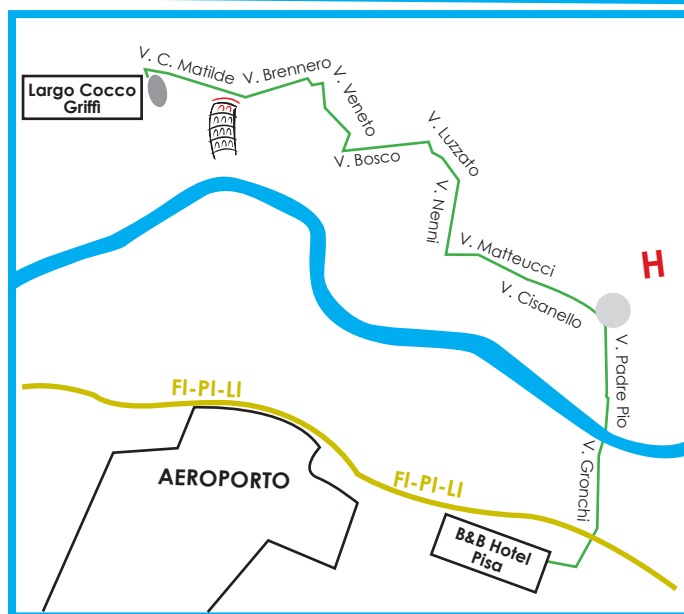 V. C. Matilde
V. Brennero
Largo Cocco
Griffi
V. Veneto
V. Bosco
V. Luzzato
V. Nenni
V. Matteucci
H
V. Cisanello
V. Padre Pio
FI-PI-LI
AEROPORTO
FI-PI-LI
V. Gronchi
B&B Hotel
Pisa